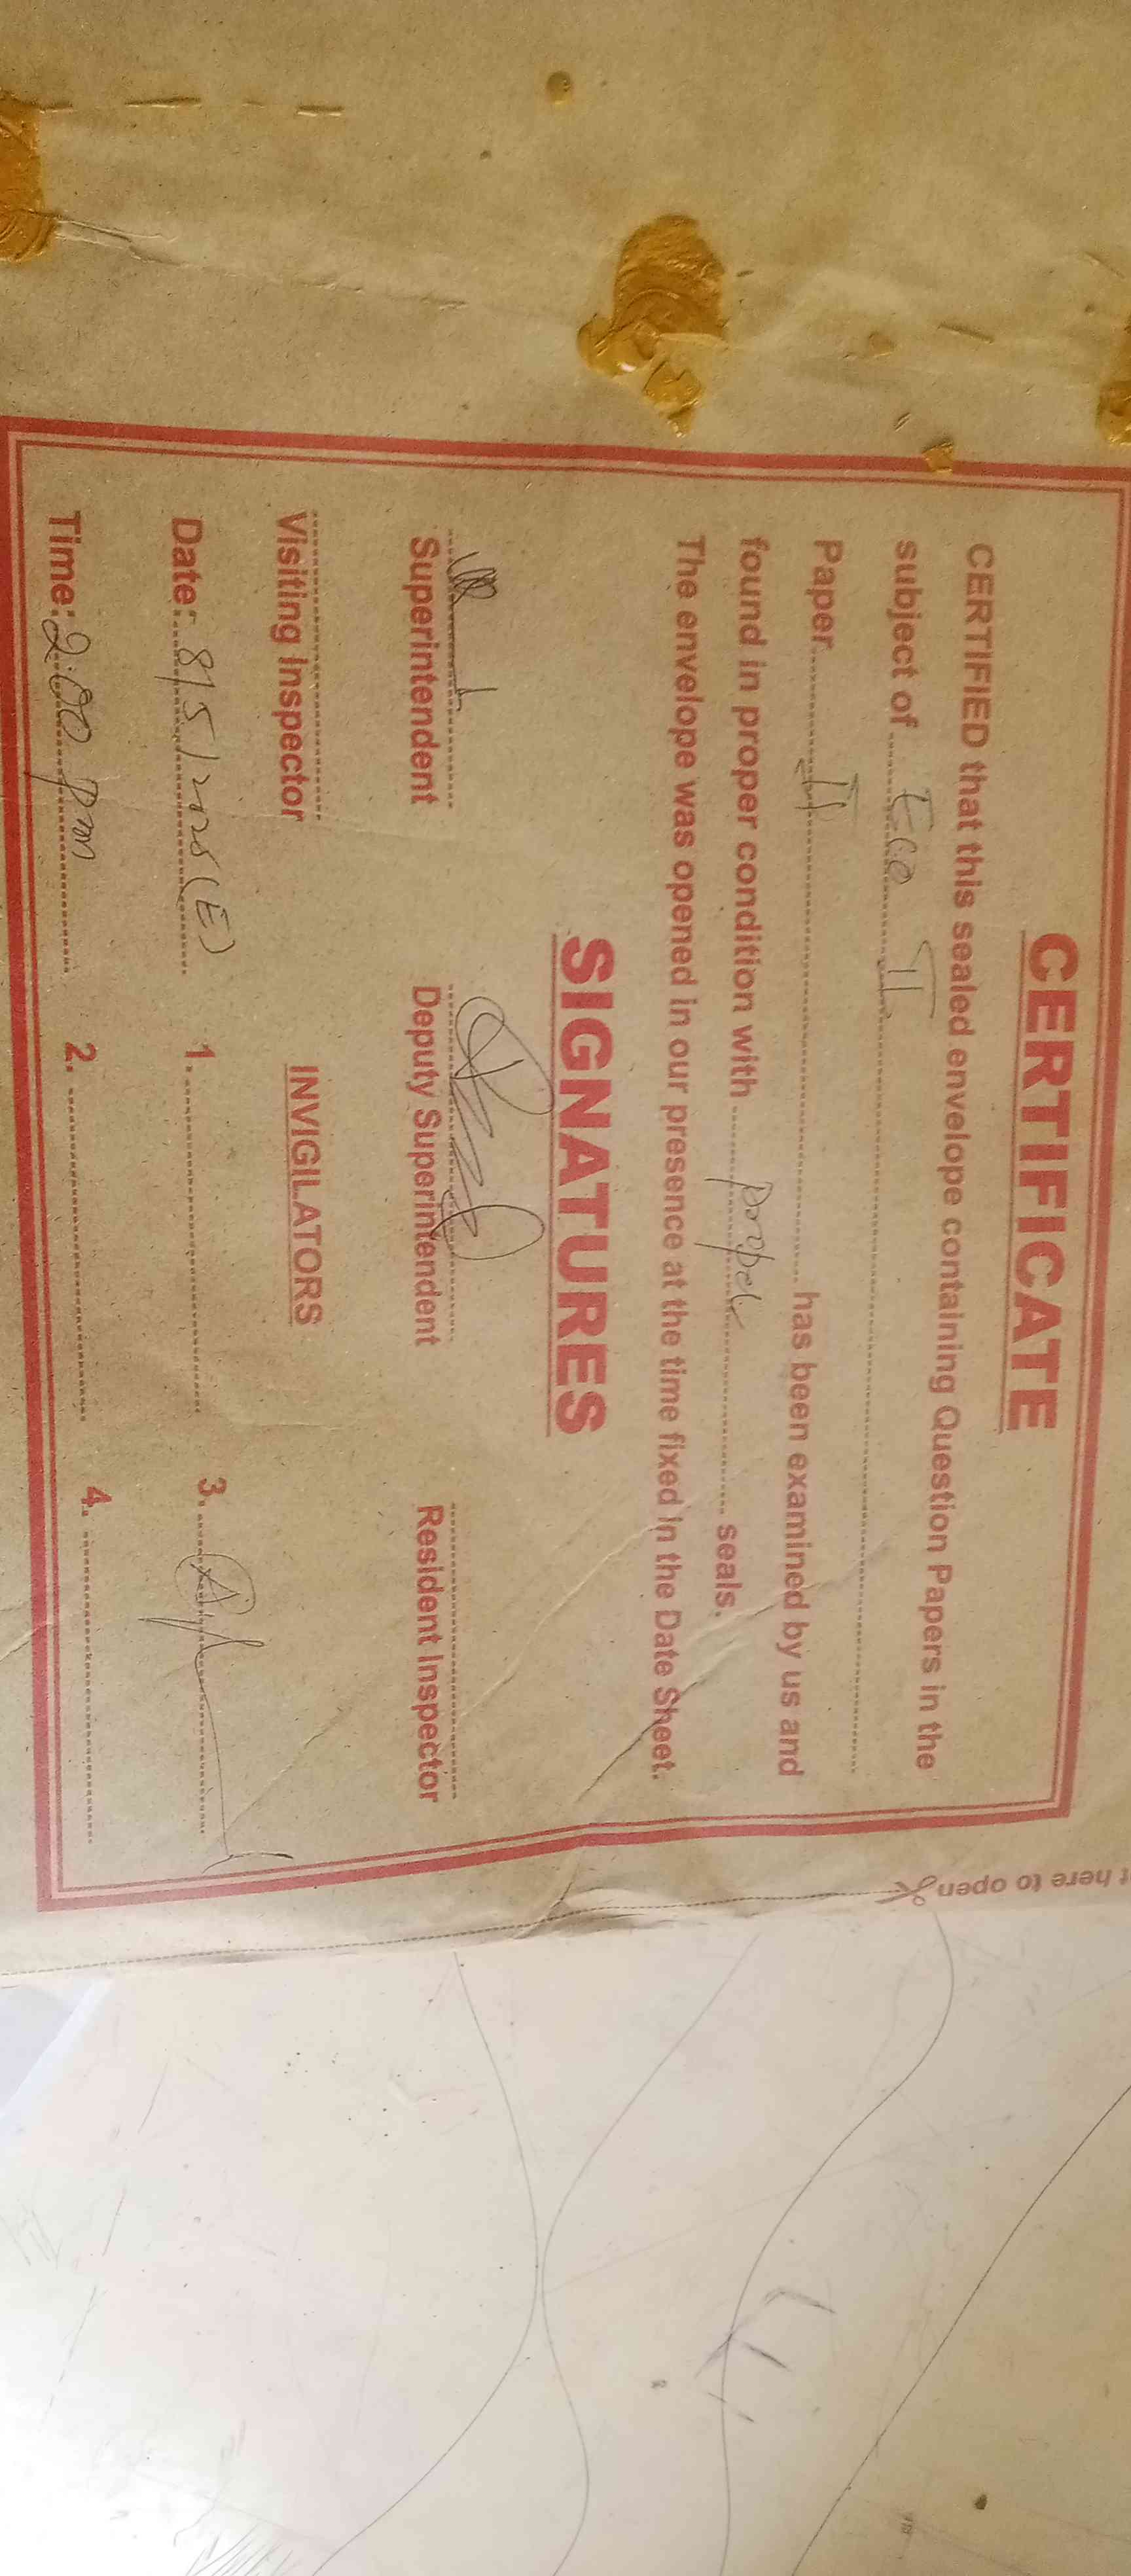 CERTIFICATE
CERTIFIED that this sealed envelope containing Question Papers in the
subject of Eco II
Paper II has been examined by us and
found in proper condition with proper seals.
The envelope was opened in our presence at the time fixed in the Date Sheet.
SIGNATURES
Superintendent Deputy Superintendent Resident Inspector
Visiting Inspector INVIGILATORS
Date:- 8/5/2025(E) 1. 3.
Time: 2:00 pm 2. 4.
here to open